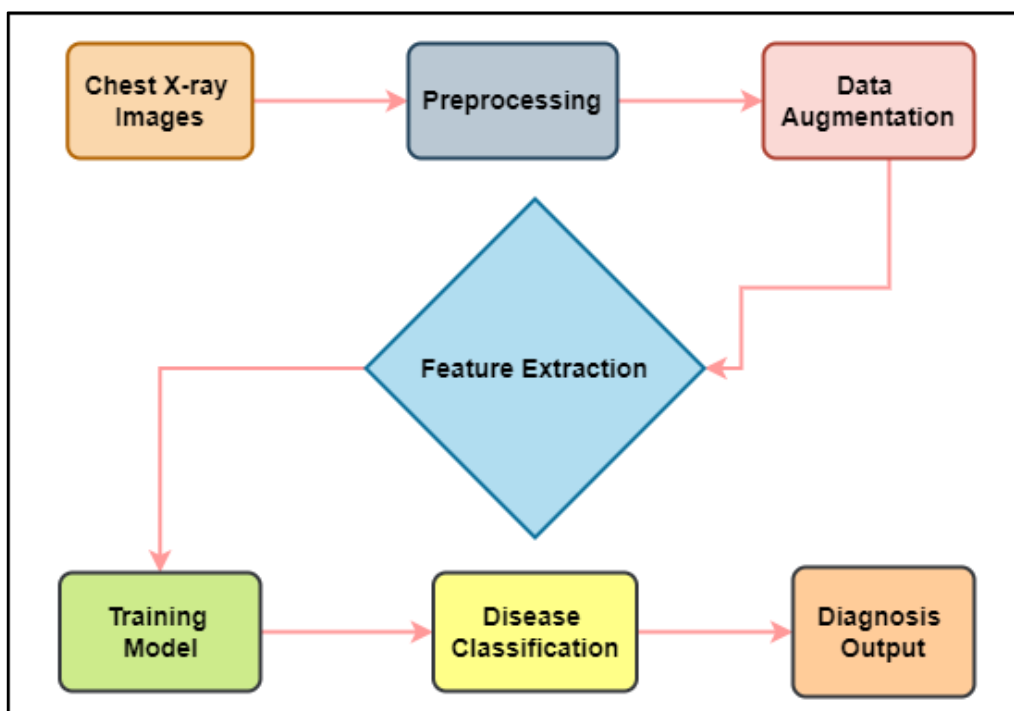 Chest X-ray
Images
Preprocessing
Data
Augmentation
Feature Extraction
Training
Model
Disease
Classification
Diagnosis
Output